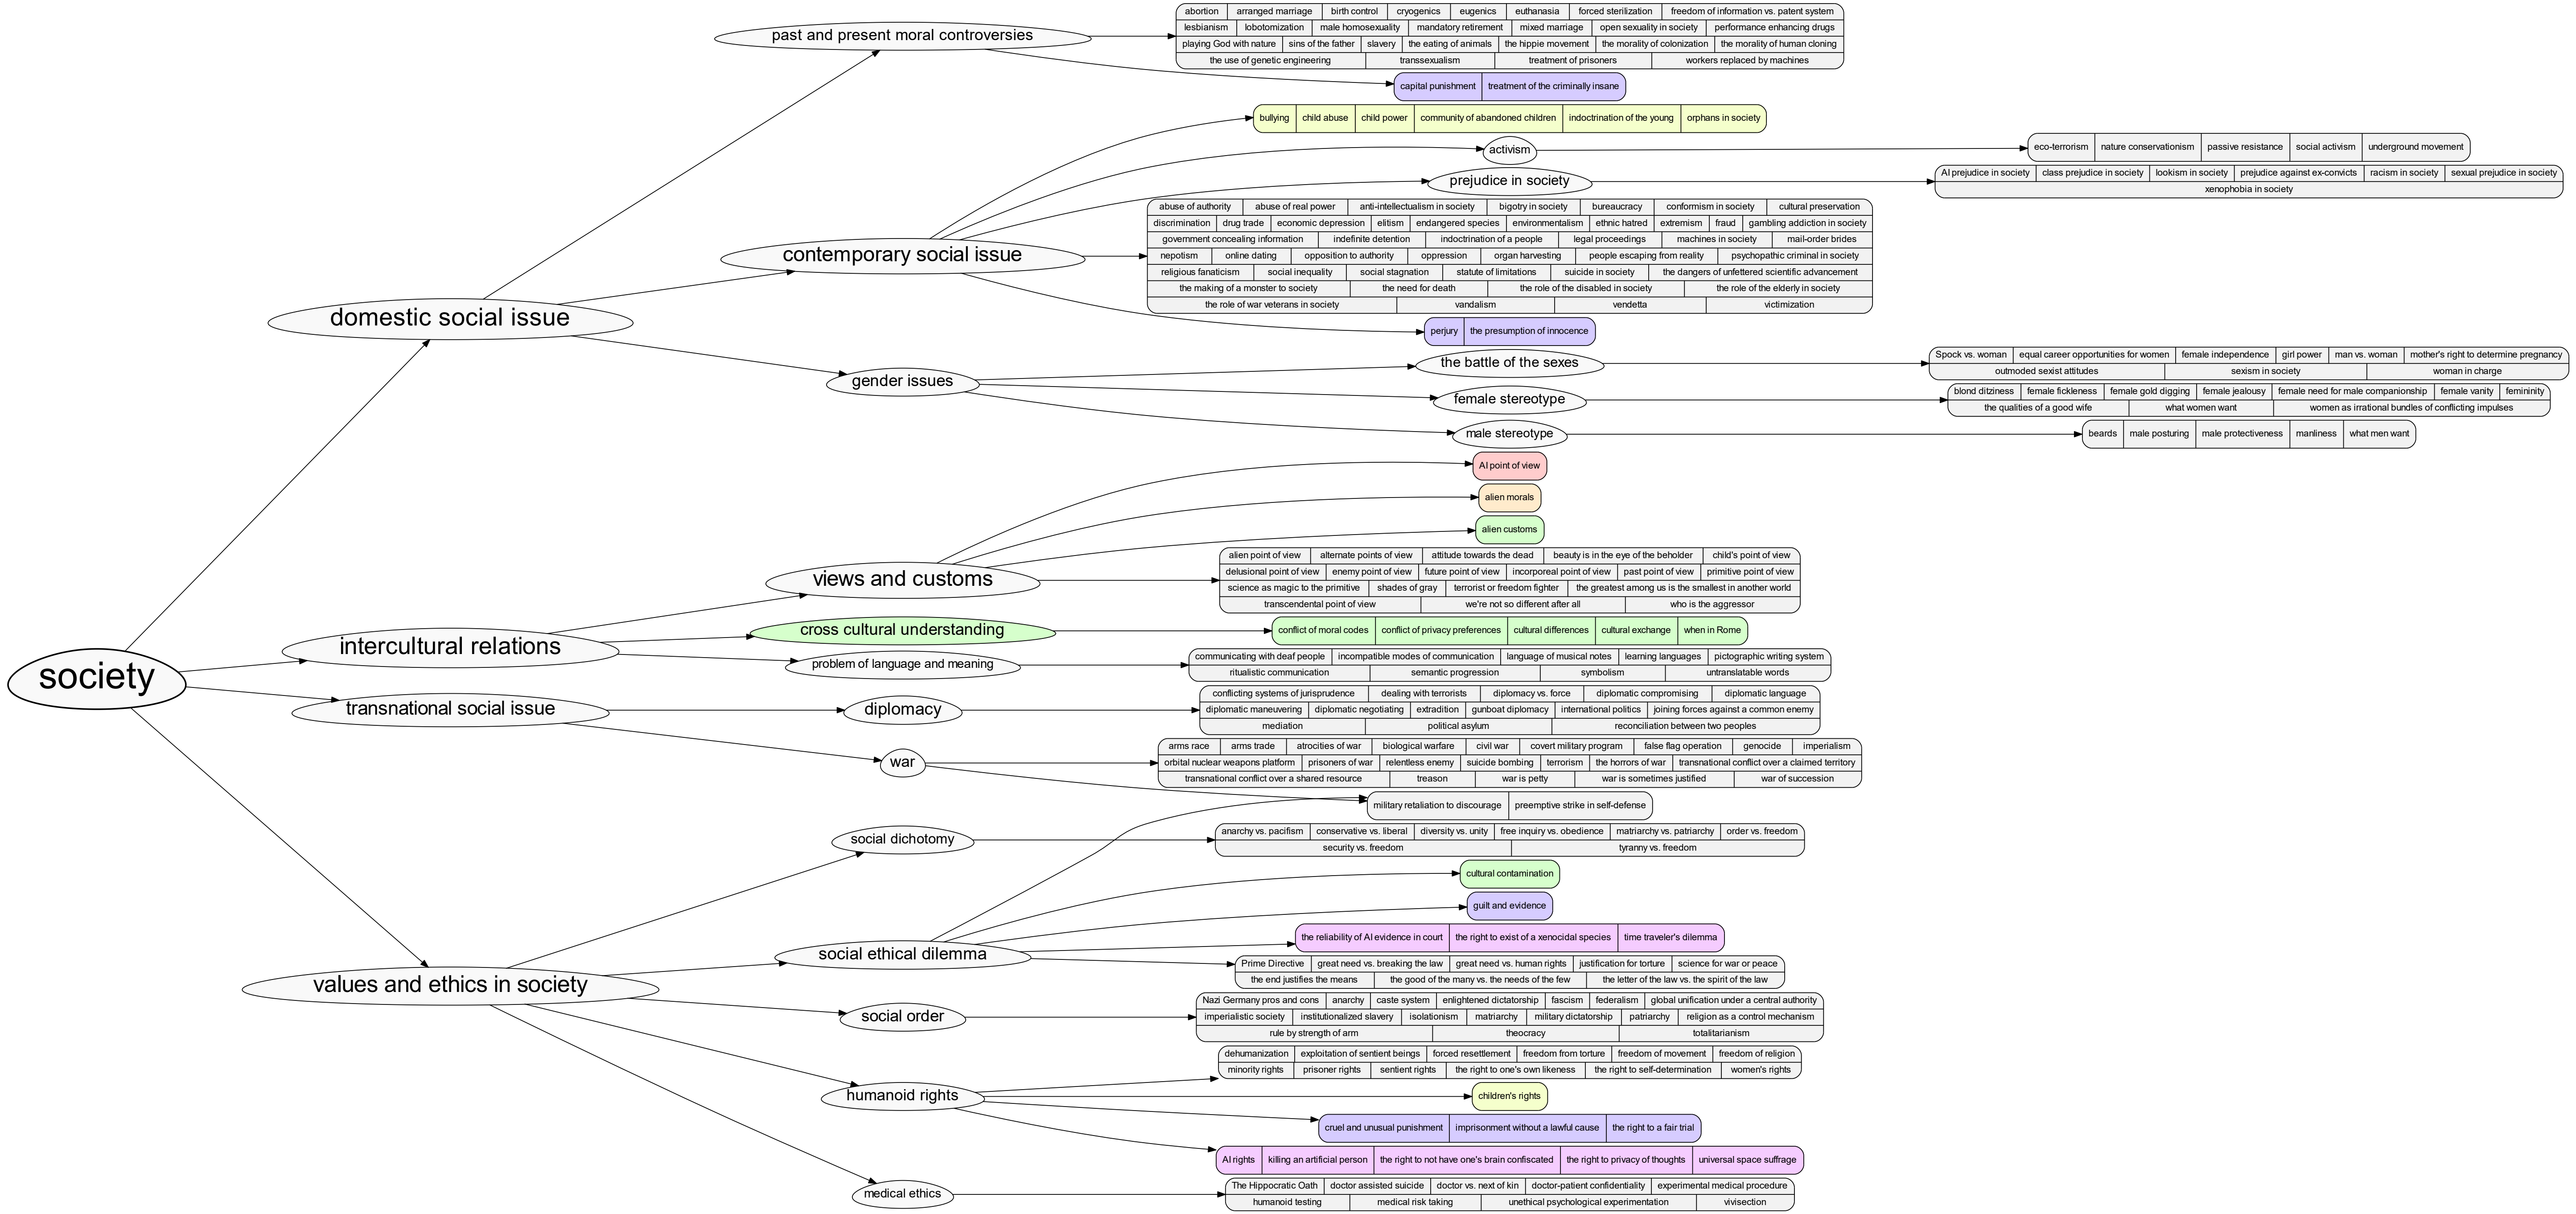 society
domestic social issue
past and present moral controversies
abortion arranged marriage birth control cryogenics eugenics euthanasia forced sterilization freedom of information vs. patent system
lesbianism lobotomization male homosexuality mandatory retirement mixed marriage open sexuality in society performance enhancing drugs
playing God with nature sins of the father slavery the eating of animals the hippie movement the morality of colonization the morality of human cloning
the use of genetic engineering transsexualism treatment of prisoners workers replaced by machines
capital punishment treatment of the criminally insane
contemporary social issue
bullying child abuse child power community of abandoned children indoctrination of the young orphans in society
activism
eco-terrorism nature conservationism passive resistance social activism underground movement
prejudice in society
AI prejudice in society class prejudice in society lookism in society prejudice against ex-convicts racism in society sexual prejudice in society
xenophobia in society
abuse of authority abuse of real power anti-intellectualism in society bigotry in society bureaucracy conformism in society cultural preservation
discrimination drug trade economic depression elitism endangered species environmentalism ethnic hatred extremism fraud gambling addiction in society
government concealing information indefinite detention indoctrination of a people legal proceedings machines in society mail-order brides
nepotism online dating opposition to authority oppression organ harvesting people escaping from reality psychopathic criminal in society
religious fanaticism social inequality social stagnation statute of limitations suicide in society the dangers of unfettered scientific advancement
the making of a monster to society the need for death the role of the disabled in society the role of the elderly in society
the role of war veterans in society vandalism vendetta victimization
perjury the presumption of innocence
gender issues
the battle of the sexes
Spock vs. woman equal career opportunities for women female independence girl power man vs. woman mother's right to determine pregnancy
outmoded sexist attitudes sexism in society woman in charge
female stereotype
blond ditziness female fickleness female gold digging female jealousy female need for male companionship female vanity femininity
the qualities of a good wife what women want women as irrational bundles of conflicting impulses
male stereotype
beards male posturing male protectiveness manliness what men want
intercultural relations
views and customs
AI point of view
alien morals
alien customs
alien point of view alternate points of view attitude towards the dead beauty is in the eye of the beholder child's point of view
delusional point of view enemy point of view future point of view incorporeal point of view past point of view primitive point of view
science as magic to the primitive shades of gray terrorist or freedom fighter the greatest among us is the smallest in another world
transcendental point of view we're not so different after all who is the aggressor
cross cultural understanding
conflict of moral codes conflict of privacy preferences cultural differences cultural exchange when in Rome
problem of language and meaning
communicating with deaf people incompatible modes of communication language of musical notes learning languages pictographic writing system
ritualistic communication semantic progression symbolism untranslatable words
transnational social issue
diplomacy
conflicting systems of jurisprudence dealing with terrorists diplomacy vs. force diplomatic compromising diplomatic language
diplomatic maneuvering diplomatic negotiating extradition gunboat diplomacy international politics joining forces against a common enemy
mediation political asylum reconciliation between two peoples
war
arms race arms trade atrocities of war biological warfare civil war covert military program false flag operation genocide imperialism
orbital nuclear weapons platform prisoners of war relentless enemy suicide bombing terrorism the horrors of war transnational conflict over a claimed territory
transnational conflict over a shared resource treason war is petty war is sometimes justified war of succession
military retaliation to discourage preemptive strike in self-defense
values and ethics in society
social dichotomy
anarchy vs. pacifism conservative vs. liberal diversity vs. unity free inquiry vs. obedience matriarchy vs. patriarchy order vs. freedom
security vs. freedom tyranny vs. freedom
social ethical dilemma
cultural contamination
guilt and evidence
the reliability of AI evidence in court the right to exist of a xenocidal species time traveler's dilemma
Prime Directive great need vs. breaking the law great need vs. human rights justification for torture science for war or peace
the end justifies the means the good of the many vs. the needs of the few the letter of the law vs. the spirit of the law
social order
Nazi Germany pros and cons anarchy caste system enlightened dictatorship fascism federalism global unification under a central authority
imperialistic society institutionalized slavery isolationism matriarchy military dictatorship patriarchy religion as a control mechanism
rule by strength of arm theocracy totalitarianism
humanoid rights
dehumanization exploitation of sentient beings forced resettlement freedom from torture freedom of movement freedom of religion
minority rights prisoner rights sentient rights the right to one's own likeness the right to self-determination women's rights
children's rights
cruel and unusual punishment imprisonment without a lawful cause the right to a fair trial
AI rights killing an artificial person the right to not have one's brain confiscated the right to privacy of thoughts universal space suffrage
medical ethics
The Hippocratic Oath doctor assisted suicide doctor vs. next of kin doctor-patient confidentiality experimental medical procedure
humanoid testing medical risk taking unethical psychological experimentation vivisection